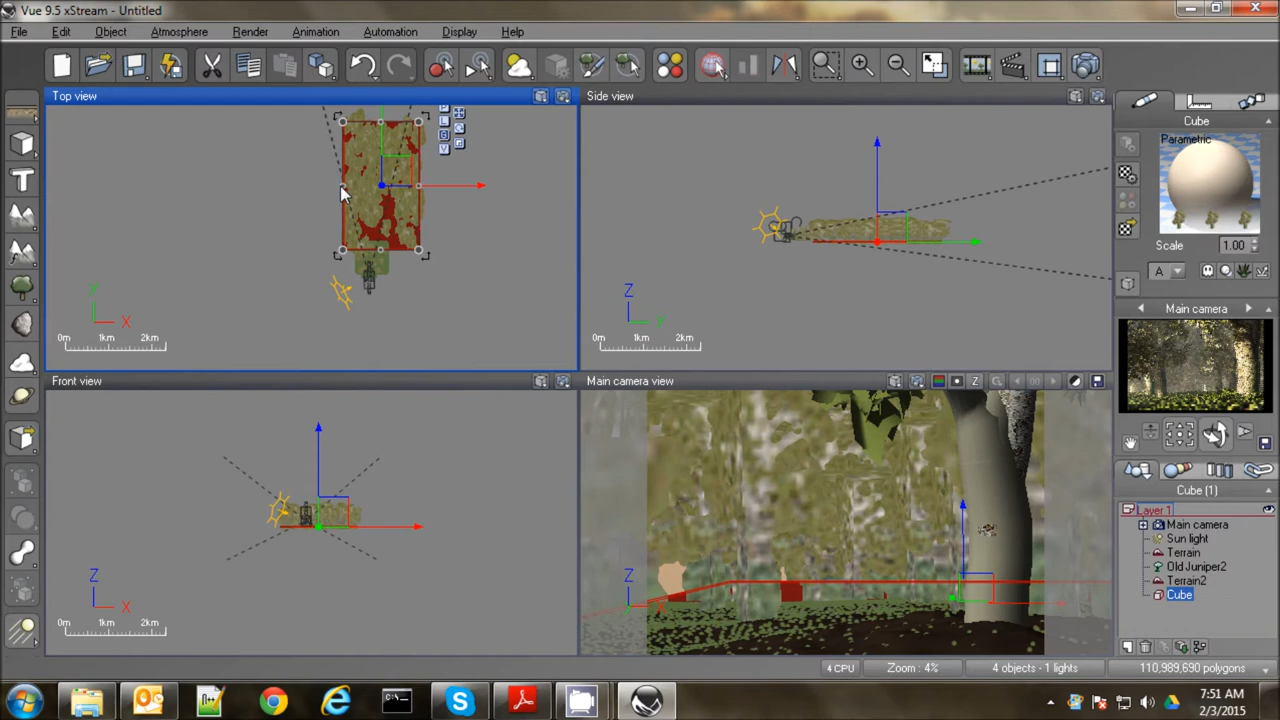 Vue 9.5 xStream - Untitled
File Edit Object Atmosphere Render Animation Automation Display Help
Top view
Side view
Cube
Parametric
Scale 1.00
A
L
G
V
Y
X
0m 1km 2km
Z
Y
0m 1km 2km
Main camera
Front view
Main camera view
Z
Z
X
0m 1km 2km
Z
X
Cube (1)
Layer 1
Main camera
Sun light
Terrain
Old Juniper2
Terrain2
Cube
4 CPU
Zoom : 4%
4 objects - 1 lights
110,989,690 polygons
7:51 AM
2/3/2015